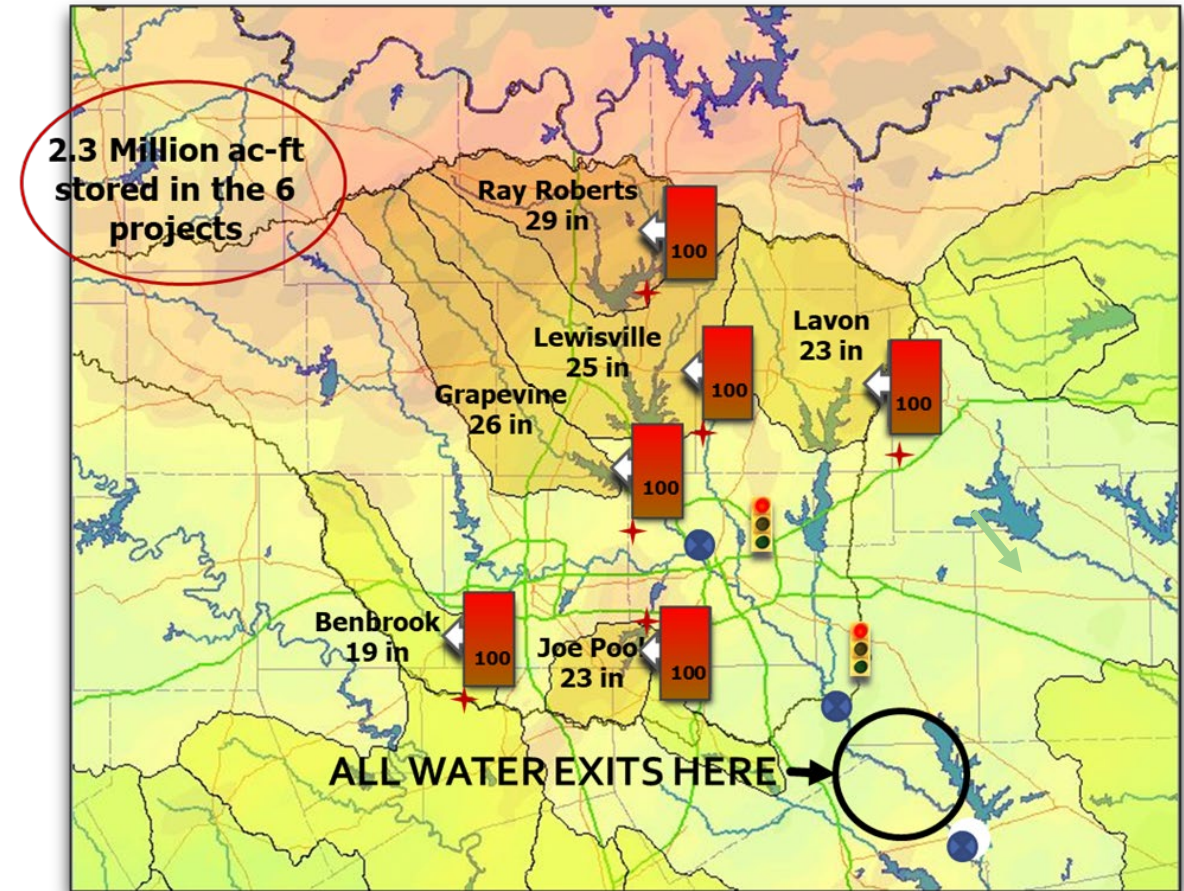 2.3 Million ac-ft
stored in the 6
projects
Ray Roberts
29 in
100
Lewisville
25 in
100
Lavon
23 in
100
Grapevine
26 in
100
Benbrook
19 in
100
Joe Pool
23 in
100
ALL WATER EXITS HERE